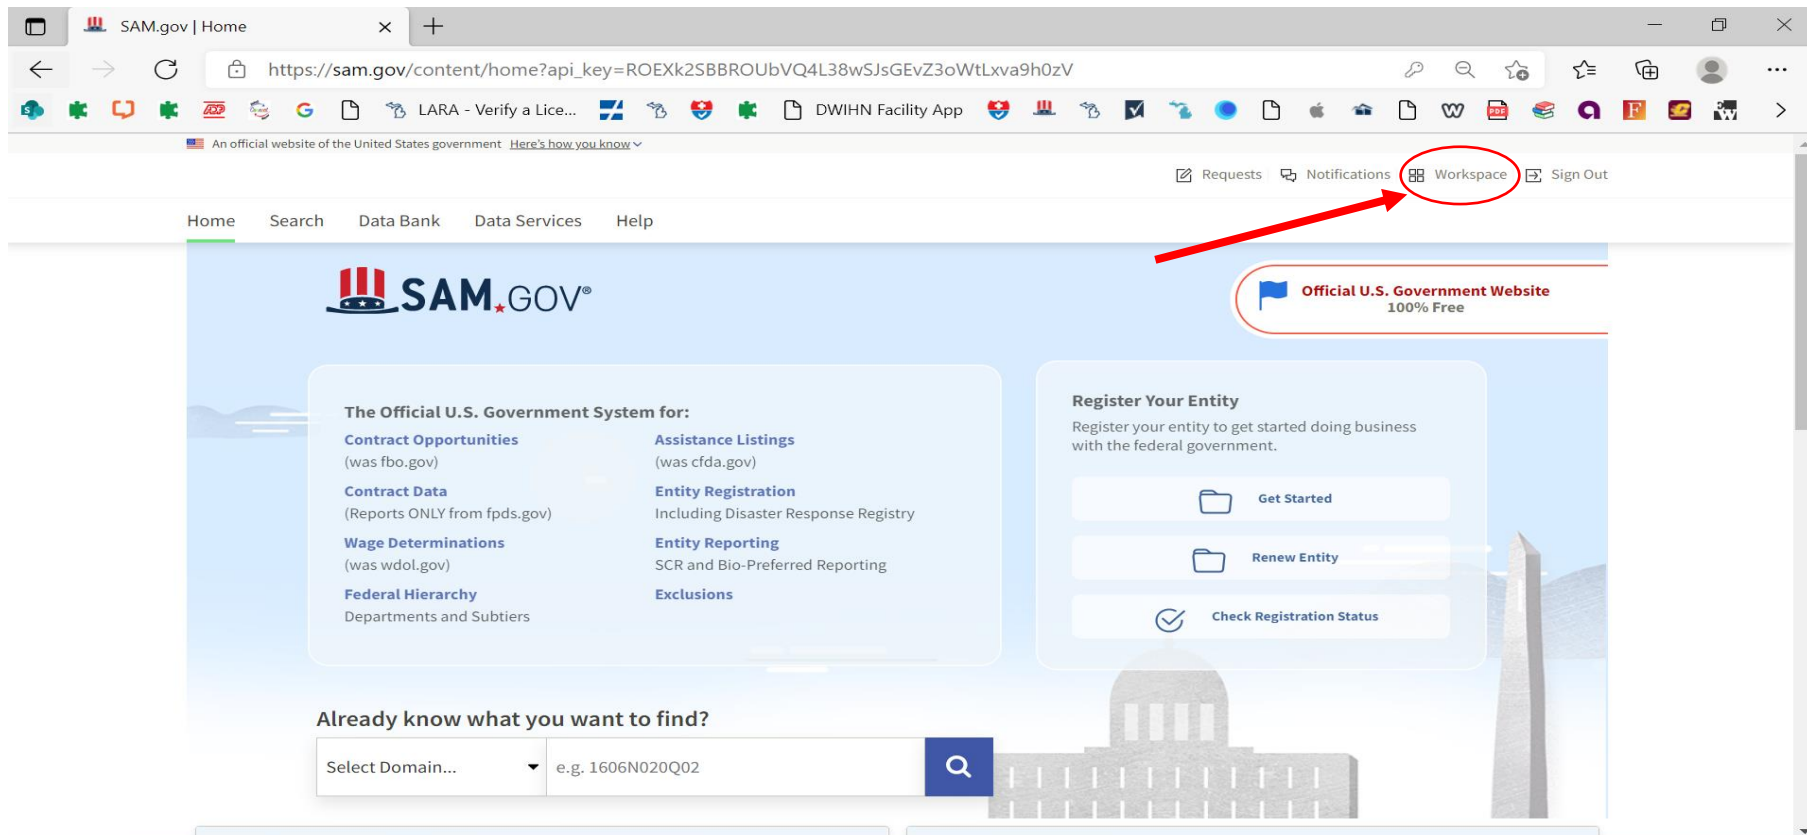 SAM.gov | Home
https://sam.gov/content/home?api_key=ROEXk2SBBROUbVQ4L38wSJsGEvZ3oWtLxva9h0zV
LARA - Verify a Lice...
DWIHN Facility App
An official website of the United States government Here's how you know
Requests Notifications Workspace Sign Out
Home Search Data Bank Data Services Help
SAM.GOV®
Official U.S. Government Website
100% Free
The Official U.S. Government System for:
Contract Opportunities
(was fbo.gov)
Contract Data
(Reports ONLY from fpds.gov)
Wage Determinations
(was wdol.gov)
Federal Hierarchy
Departments and Subtiers
Assistance Listings
(was cfda.gov)
Entity Registration
Including Disaster Response Registry
Entity Reporting
SCR and Bio-Preferred Reporting
Exclusions
Register Your Entity
Register your entity to get started doing business
with the federal government.
Get Started
Renew Entity
Check Registration Status
Already know what you want to find?
Select Domain... e.g. 1606N020Q02